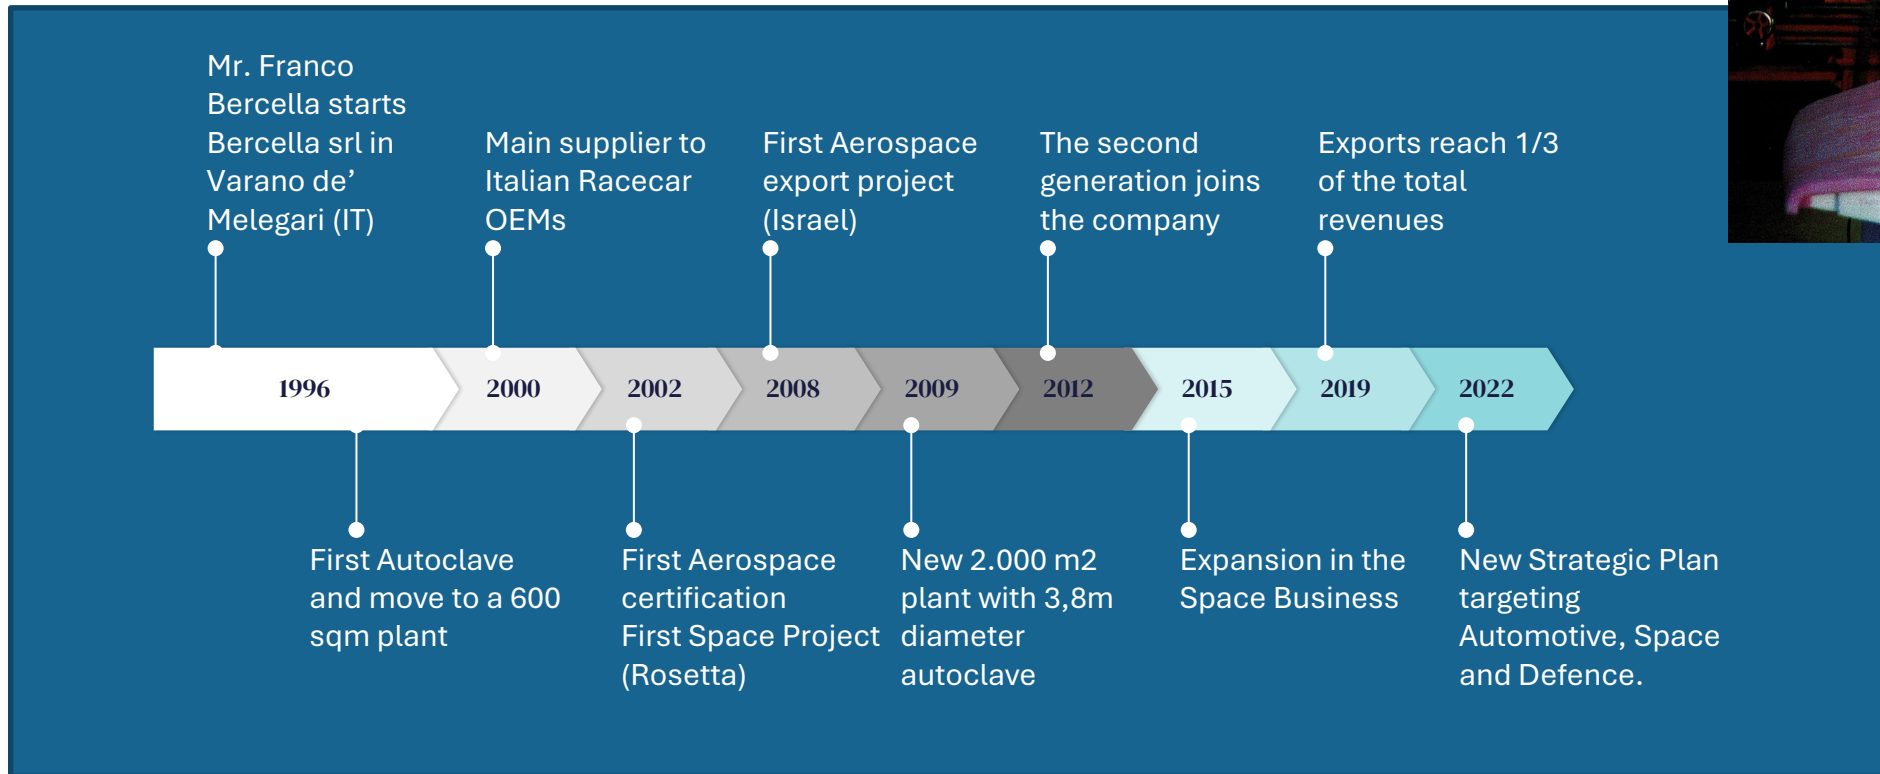 Mr. Franco
Bercella starts
Bercella srl in
Varano de’
Melegari (IT)
Main supplier to
Italian Racecar
OEMs
First Aerospace
export project
(Israel)
The second
generation joins
the company
Exports reach 1/3
of the total
revenues
1996
2000
2002
2008
2009
2012
2015
2019
2022
First Autoclave
and move to a 600
sqm plant
First Aerospace
certification
First Space Project
(Rosetta)
New 2.000 m2
plant with 3,8m
diameter
autoclave
Expansion in the
Space Business
New Strategic Plan
targeting
Automotive, Space
and Defence.